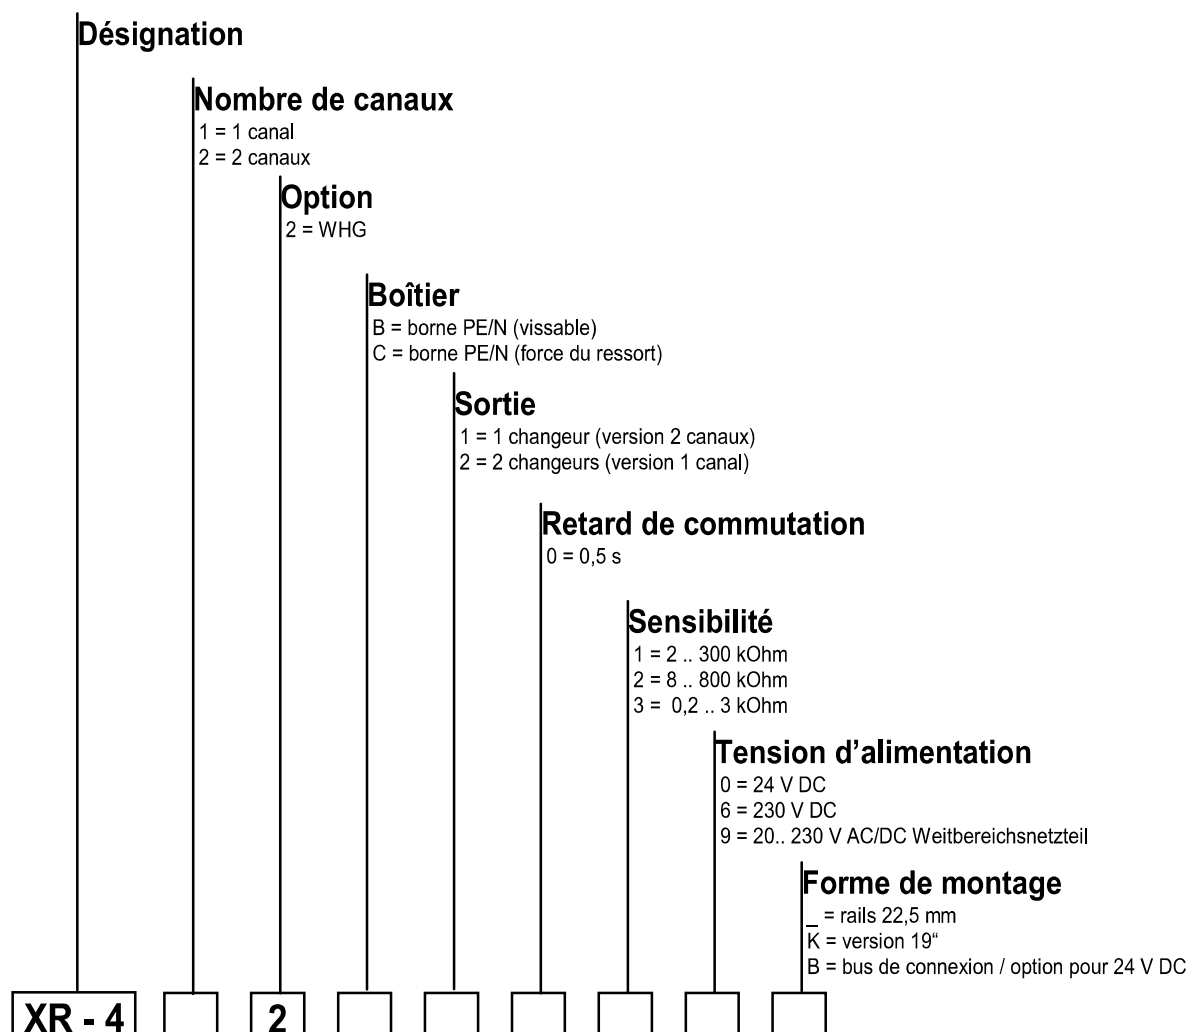 Désignation
Nombre de canaux
1 = 1 canal
2 = 2 canaux
Option
2 = WHG
Boîtier
B = borne PE/N (vissable)
C = borne PE/N (force du ressort)
Sortie
1 = 1 changeur (version 2 canaux)
2 = 2 changeurs (version 1 canal)
Retard de commutation
0 = 0,5 s
Sensibilité
1 = 2 .. 300 kOhm
2 = 8 .. 800 kOhm
3 = 0,2 .. 3 kOhm
Tension d’alimentation
0 = 24 V DC
6 = 230 V DC
9 = 20.. 230 V AC/DC Weitbereichsnetzteil
Forme de montage
_ = rails 22,5 mm
K = version 19“
B = bus de connexion / option pour 24 V DC
XR - 4 2